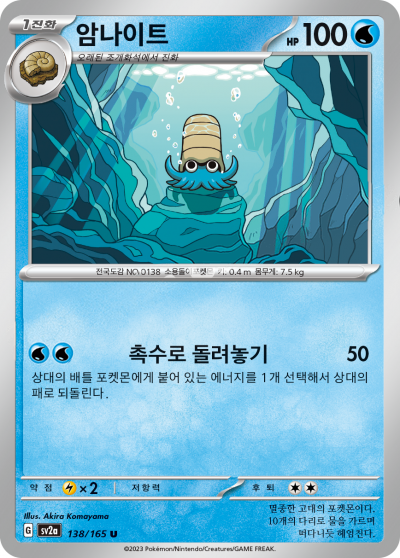 1진화 암나이트 HP 100
오래된 조개화석에서 진화
전국도감 NO.0138 소용돌이포켓몬 키: 0.4 m 몸무게: 7.5 kg
촉수로 돌려놓기 50
상대의 배틀 포켓몬에게 붙어 있는 에너지를 1개 선택해서 상대의
패로 되돌린다.
약점 ×2 저항력 후퇴
Illus. Akira Komayama
G sv2a 138/165 U
멸종한 고대의 포켓몬이다.
10개의 다리로 물을 가르며
떠다니듯 헤엄친다.
©2023 Pokémon/Nintendo/Creatures/GAME FREAK.